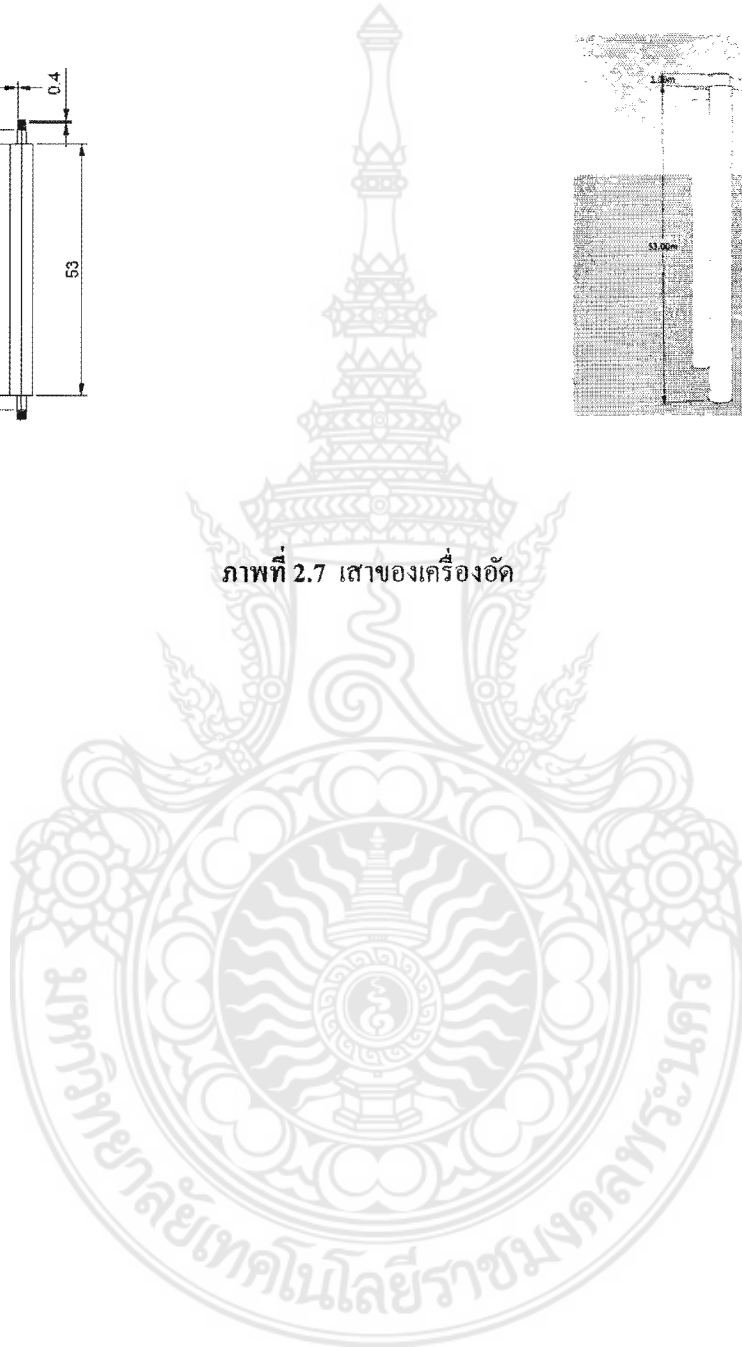 0.4
53
53.00m
ภาพที่ 2.7 เสาของเครื่องอัด
มหาวิทยาลัยเทคโนโลยีราชมงคลพระนคร